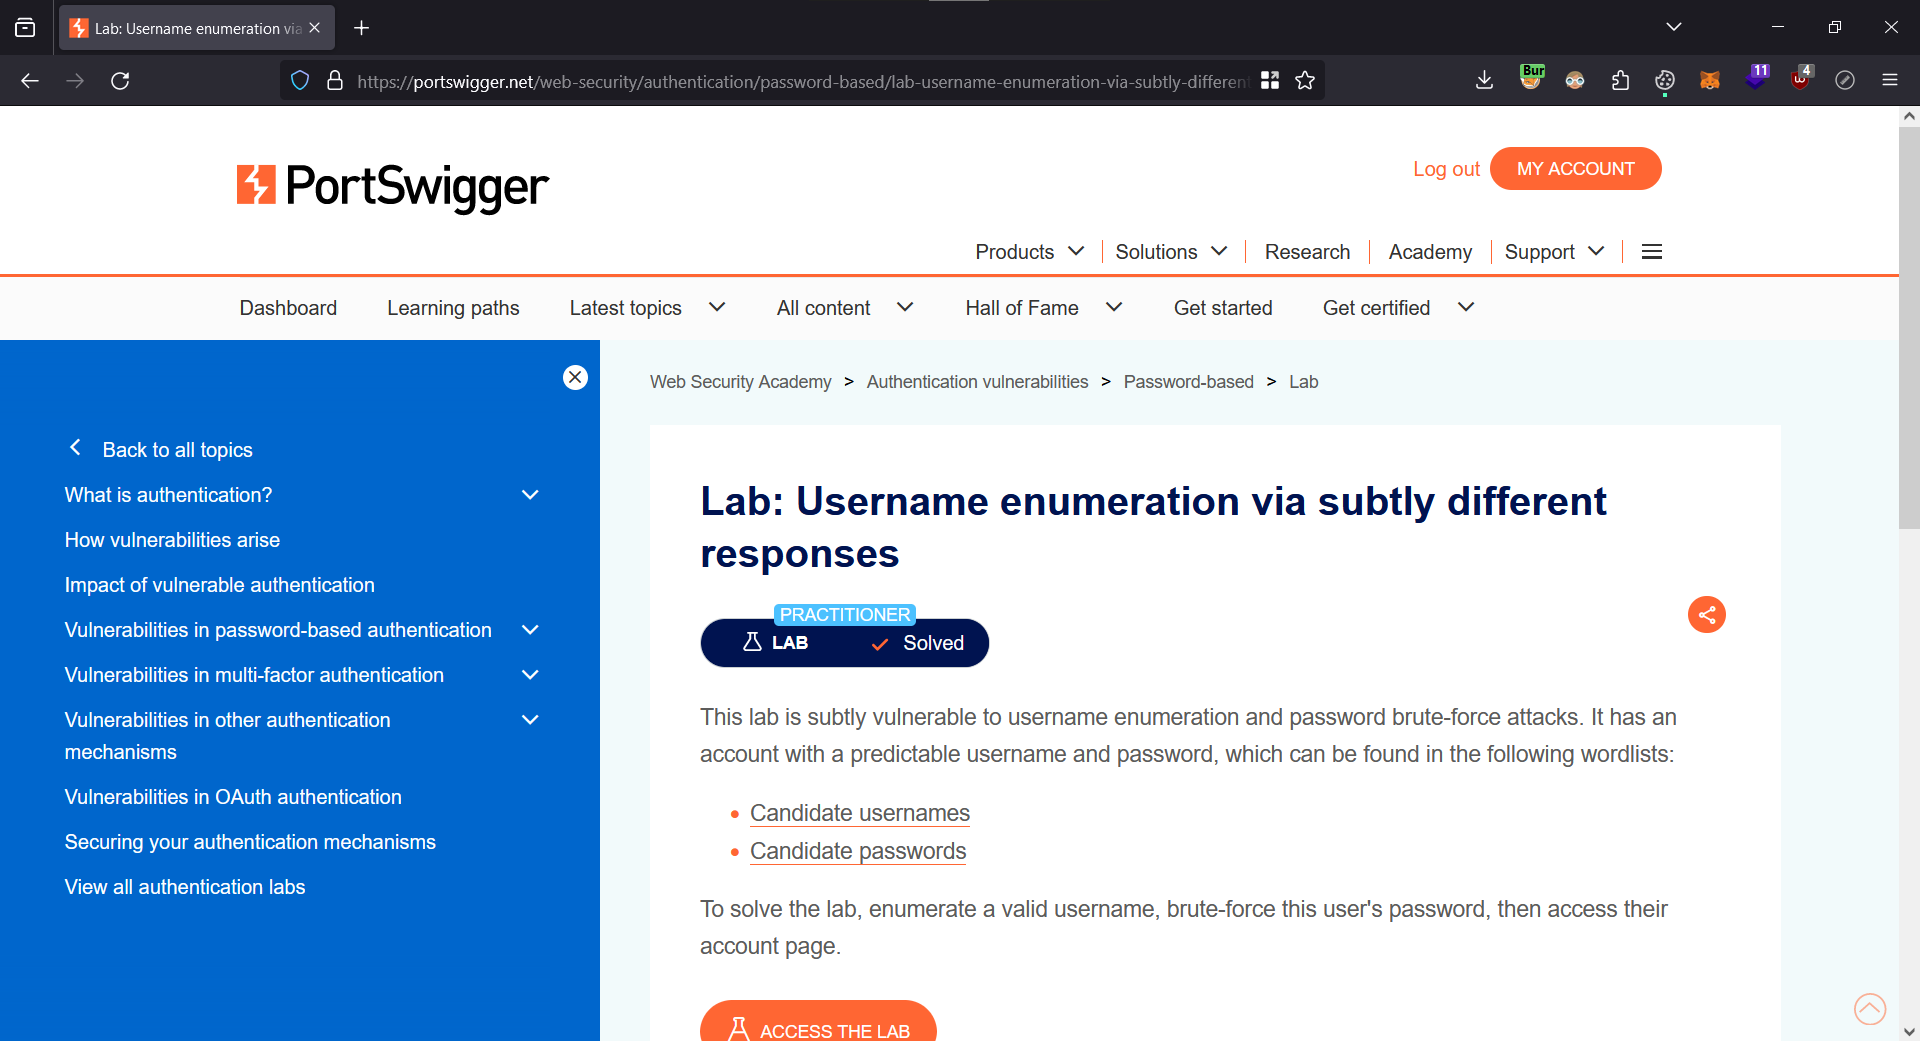 Lab: Username enumeration via
https://portswigger.net/web-security/authentication/password-based/lab-username-enumeration-via-subtly-different
Bur
11
4
PortSwigger
Log out
MY ACCOUNT
Products
Solutions
Research
Academy
Support
Dashboard
Learning paths
Latest topics
All content
Hall of Fame
Get started
Get certified
Back to all topics
What is authentication?
How vulnerabilities arise
Impact of vulnerable authentication
Vulnerabilities in password-based authentication
Vulnerabilities in multi-factor authentication
Vulnerabilities in other authentication
mechanisms
Vulnerabilities in OAuth authentication
Securing your authentication mechanisms
View all authentication labs
Web Security Academy > Authentication vulnerabilities > Password-based > Lab
Lab: Username enumeration via subtly different
responses
PRACTITIONER
LAB
Solved
This lab is subtly vulnerable to username enumeration and password brute-force attacks. It has an
account with a predictable username and password, which can be found in the following wordlists:
• Candidate usernames
• Candidate passwords
To solve the lab, enumerate a valid username, brute-force this user's password, then access their
account page.
ACCESS THE LAB